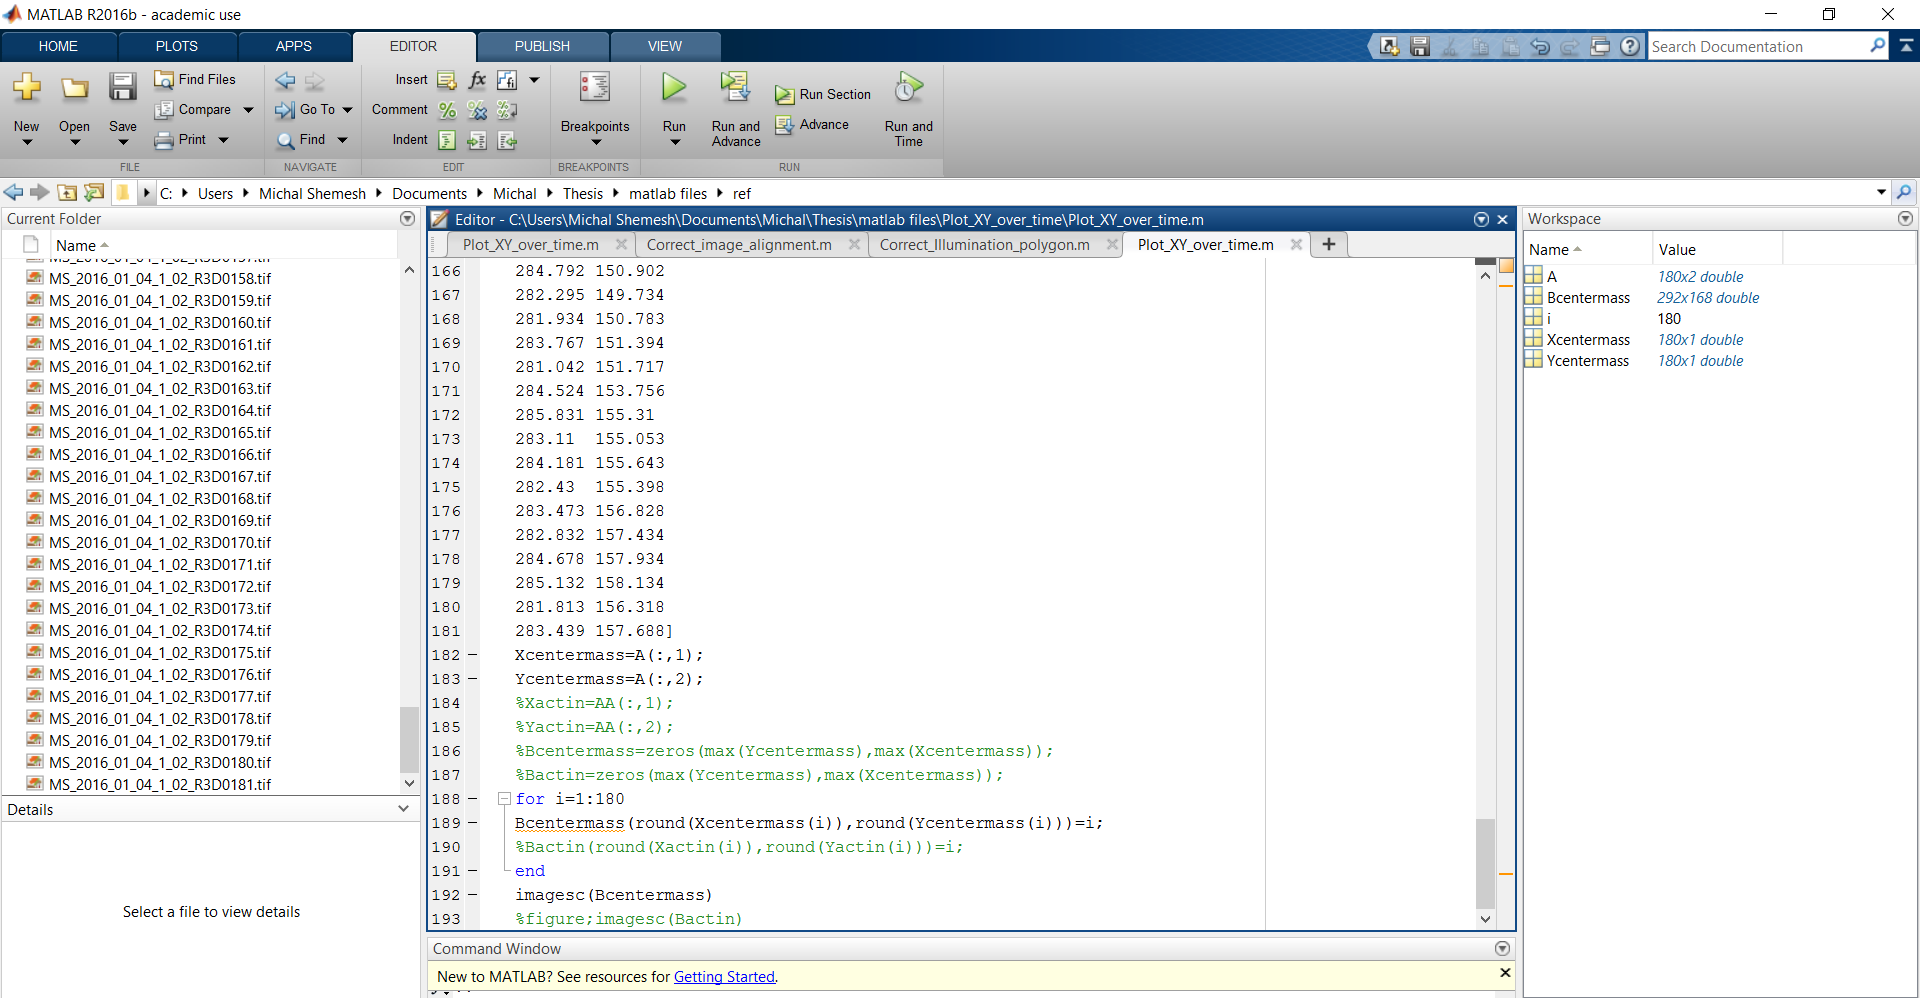 MATLAB R2016b - academic use
HOME PLOTS APPS EDITOR PUBLISH VIEW
Search Documentation
New Open Save
Find Files
Compare
Print
Go To
Find
Insert
Comment
Indent
Breakpoints
Run
Run and Advance
Run Section
Advance
Run and Time
FILE NAVIGATE EDIT BREAKPOINTS RUN
C: Users Michal Shemesh Documents Michal Thesis matlab files ref
Current Folder
Name
MS_2016_01_04_1_02_R3D0157.tif
MS_2016_01_04_1_02_R3D0158.tif
MS_2016_01_04_1_02_R3D0159.tif
MS_2016_01_04_1_02_R3D0160.tif
MS_2016_01_04_1_02_R3D0161.tif
MS_2016_01_04_1_02_R3D0162.tif
MS_2016_01_04_1_02_R3D0163.tif
MS_2016_01_04_1_02_R3D0164.tif
MS_2016_01_04_1_02_R3D0165.tif
MS_2016_01_04_1_02_R3D0166.tif
MS_2016_01_04_1_02_R3D0167.tif
MS_2016_01_04_1_02_R3D0168.tif
MS_2016_01_04_1_02_R3D0169.tif
MS_2016_01_04_1_02_R3D0170.tif
MS_2016_01_04_1_02_R3D0171.tif
MS_2016_01_04_1_02_R3D0172.tif
MS_2016_01_04_1_02_R3D0173.tif
MS_2016_01_04_1_02_R3D0174.tif
MS_2016_01_04_1_02_R3D0175.tif
MS_2016_01_04_1_02_R3D0176.tif
MS_2016_01_04_1_02_R3D0177.tif
MS_2016_01_04_1_02_R3D0178.tif
MS_2016_01_04_1_02_R3D0179.tif
MS_2016_01_04_1_02_R3D0180.tif
MS_2016_01_04_1_02_R3D0181.tif
Details
Select a file to view details
Editor - C:\Users\Michal Shemesh\Documents\Michal\Thesis\matlab files\Plot_XY_over_time\Plot_XY_over_time.m
Plot_XY_over_time.m Correct_image_alignment.m Correct_Illumination_polygon.m Plot_XY_over_time.m
166 284.792 150.902
167 282.295 149.734
168 281.934 150.783
169 283.767 151.394
170 281.042 151.717
171 284.524 153.756
172 285.831 155.31
173 283.11 155.053
174 284.181 155.643
175 282.43 155.398
176 283.473 156.828
177 282.832 157.434
178 284.678 157.934
179 285.132 158.134
180 281.813 156.318
181 283.439 157.688]
182 Xcentermass=A(:,1);
183 Ycentermass=A(:,2);
184 %Xactin=AA(:,1);
185 %Yactin=AA(:,2);
186 %Bcentermass=zeros(max(Ycentermass),max(Xcentermass));
187 %Bactin=zeros(max(Ycentermass),max(Xcentermass));
188 for i=1:180
189 Bcentermass(round(Xcentermass(i)),round(Ycentermass(i)))=i;
190 %Bactin(round(Xactin(i)),round(Yactin(i)))=i;
191 end
192 imagesc(Bcentermass)
193 %figure;imagesc(Bactin)
Command Window
New to MATLAB? See resources for Getting Started.
Workspace
Name Value
A 180x2 double
Bcentermass 292x168 double
i 180
Xcentermass 180x1 double
Ycentermass 180x1 double